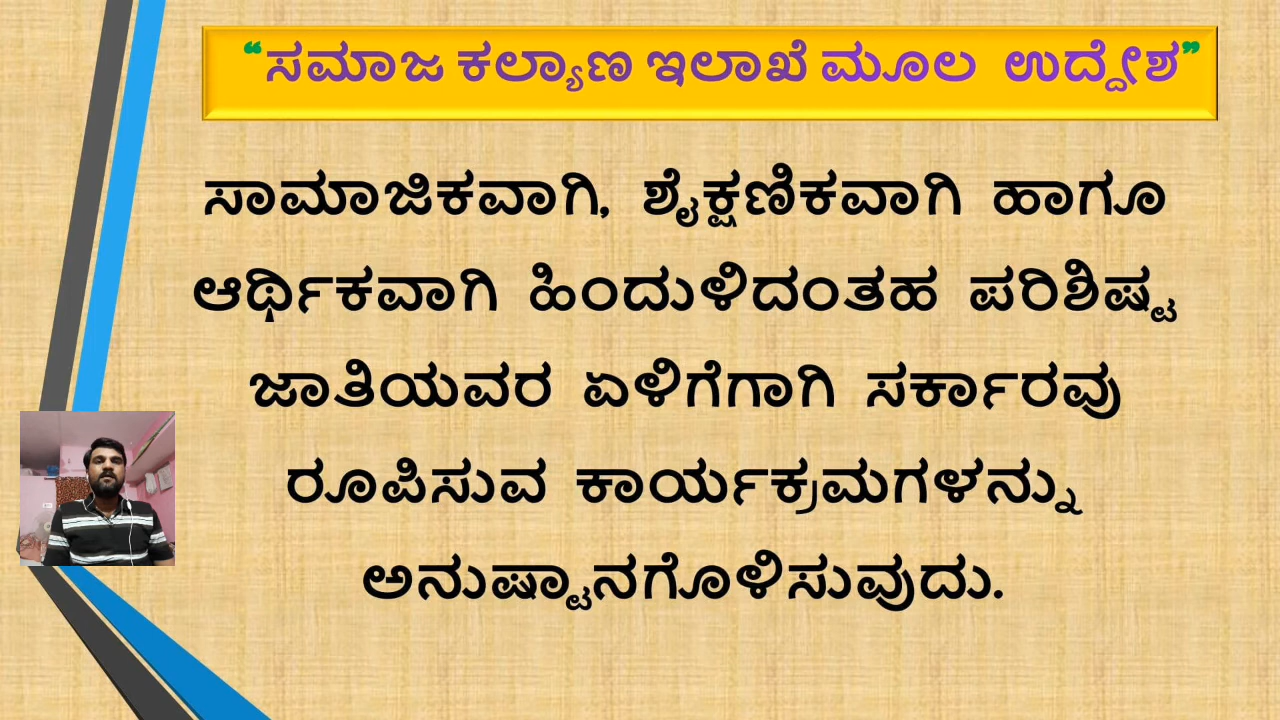 “ಸಮಾಜ ಕಲ್ಯಾಣ ಇಲಾಖೆ ಮೂಲ ಉದ್ದೇಶ”
ಸಾಮಾಜಿಕವಾಗಿ, ಶೈಕ್ಷಣಿಕವಾಗಿ ಹಾಗೂ
ಆರ್ಥಿಕವಾಗಿ ಹಿಂದುಳಿದಂತಹ ಪರಿಶಿಷ್ಟ
ಜಾತಿಯವರ ಏಳಿಗೆಗಾಗಿ ಸರ್ಕಾರವು
ರೂಪಿಸುವ ಕಾರ್ಯಕ್ರಮಗಳನ್ನು
ಅನುಷ್ಟಾನಗೊಳಿಸುವುದು.